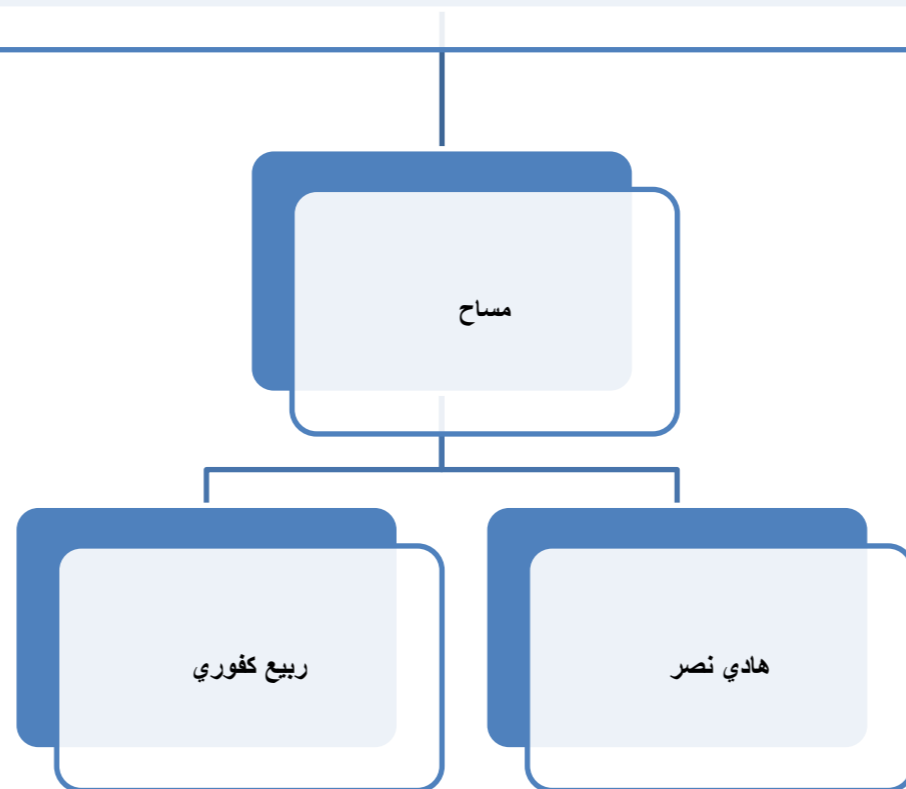 مساح
هادي نصر
ربيع كفوري